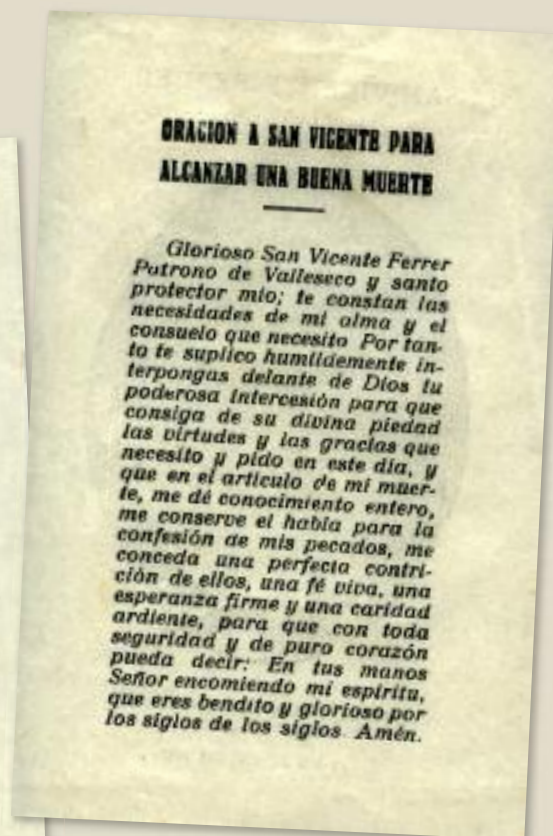 ORACION A SAN VICENTE PARA
ALCANZAR UNA BUENA MUERTE
Glorioso San Vicente Ferrer
Patrono de Valleseco y santo
protector mio; te constan las
necesidades de mi alma y el
consuelo que necesito Por tan-
to te suplico humildemente in-
terpongas delante de Dios tu
poderosa intercesión para que
consiga de su divina piedad
las virtudes y las gracias que
necesito y pido en este dia, y
que en el articulo de mi muer-
te, me dé conocimiento entero,
me conserve el habla para la
confesión de mis pecados, me
conceda una perfecta contri-
ción de ellos, una fé viva, una
esperanza firme y una caridad
ardiente, para que con toda
seguridad y de puro corazón
pueda decir: En tus manos
Señor encomiendo mi espiritu,
que eres bendito y glorioso por
los siglos de los siglos Amén.